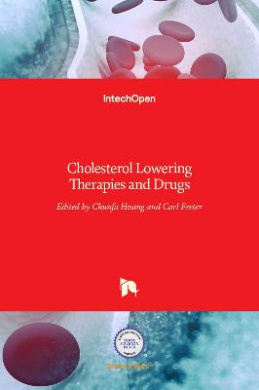 IntechOpen
Cholesterol Lowering
Therapies and Drugs
Edited by Chunfa Huang and Carl Freter